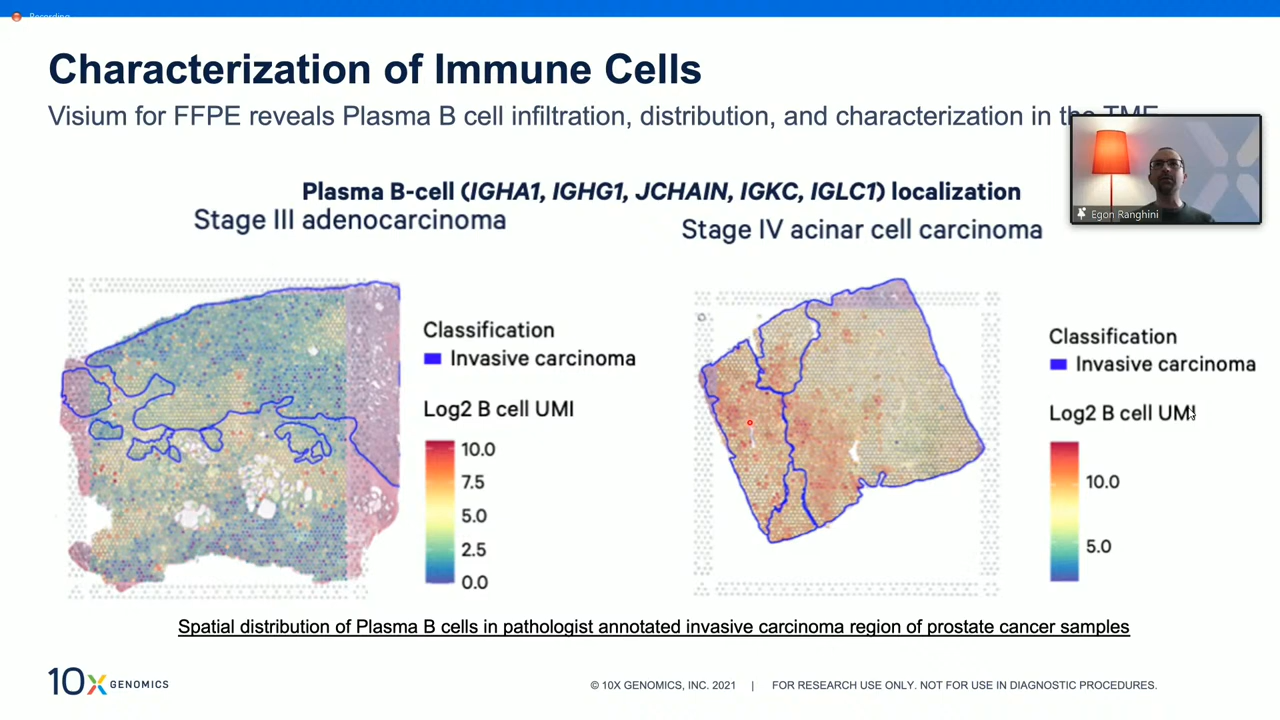 Recording
Characterization of Immune Cells
Visium for FFPE reveals Plasma B cell infiltration, distribution, and characterization in the TME
Egon Ranghini
Plasma B-cell (IGHA1, IGHG1, JCHAIN, IGKC, IGLC1) localization
Stage III adenocarcinoma
Classification
Invasive carcinoma
Log2 B cell UMI
10.0
7.5
5.0
2.5
0.0
Stage IV acinar cell carcinoma
Classification
Invasive carcinoma
Log2 B cell UMI
10.0
5.0
Spatial distribution of Plasma B cells in pathologist annotated invasive carcinoma region of prostate cancer samples
10X GENOMICS
© 10X GENOMICS, INC. 2021 | FOR RESEARCH USE ONLY. NOT FOR USE IN DIAGNOSTIC PROCEDURES.